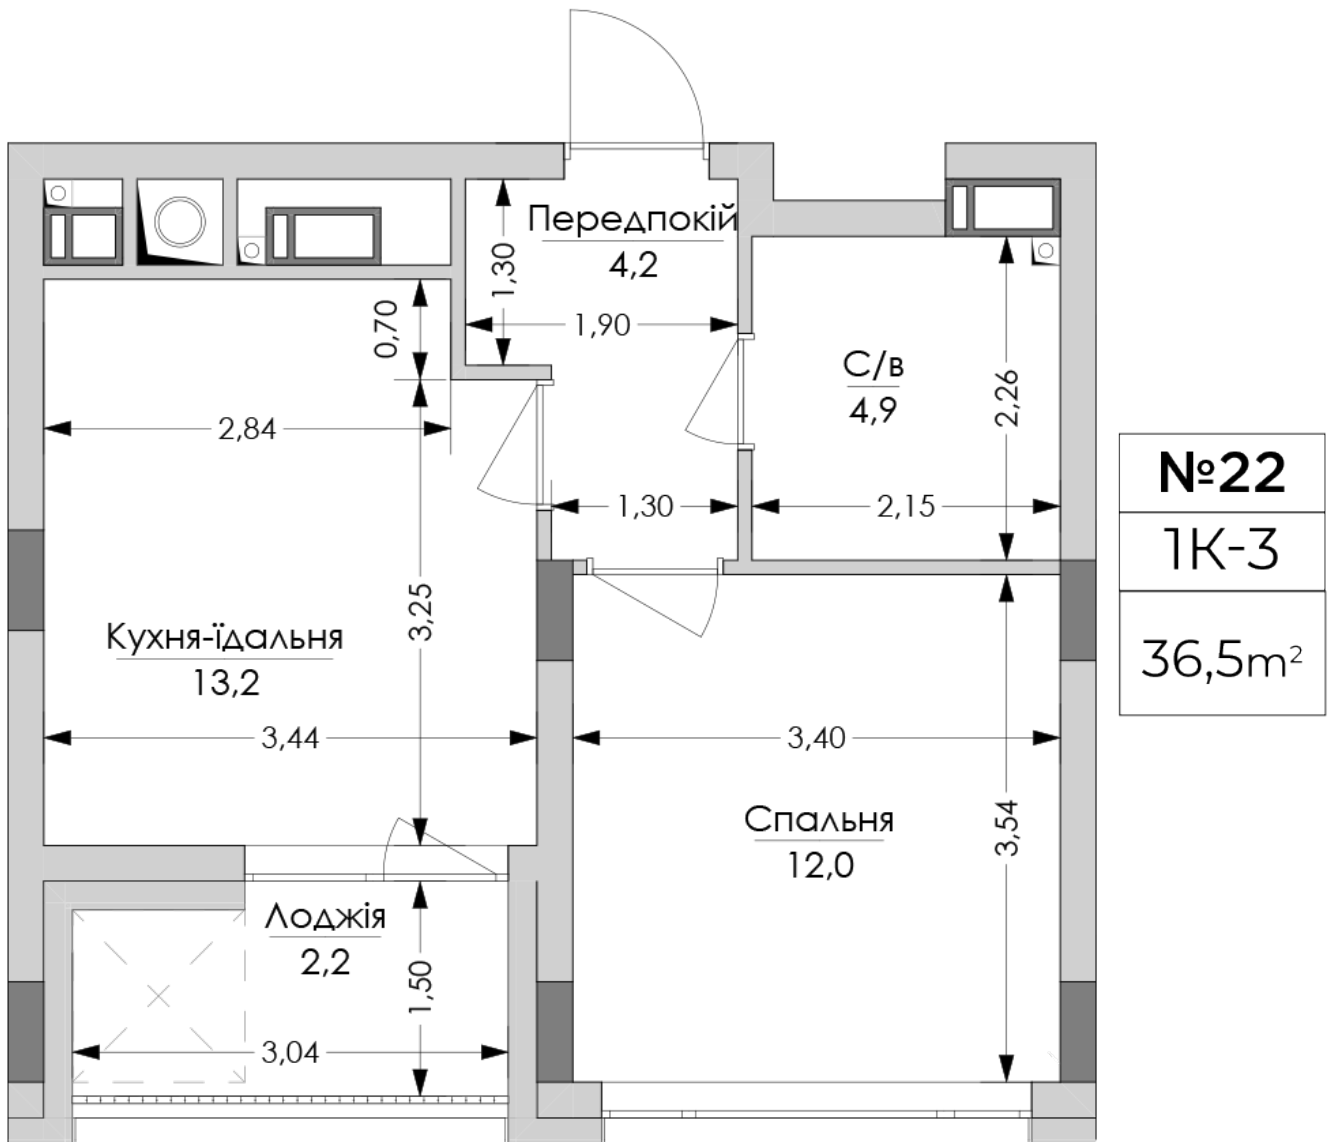 Передпокій
4,2
1,30
1,90
0,70
С/в
4,9
2,26
2,84
1,30
2,15
№22
1К-3
36,5m²
3,25
Кухня-їдальня
13,2
3,44
3,40
Спальня
12,0
3,54
Лоджія
2,2
1,50
3,04